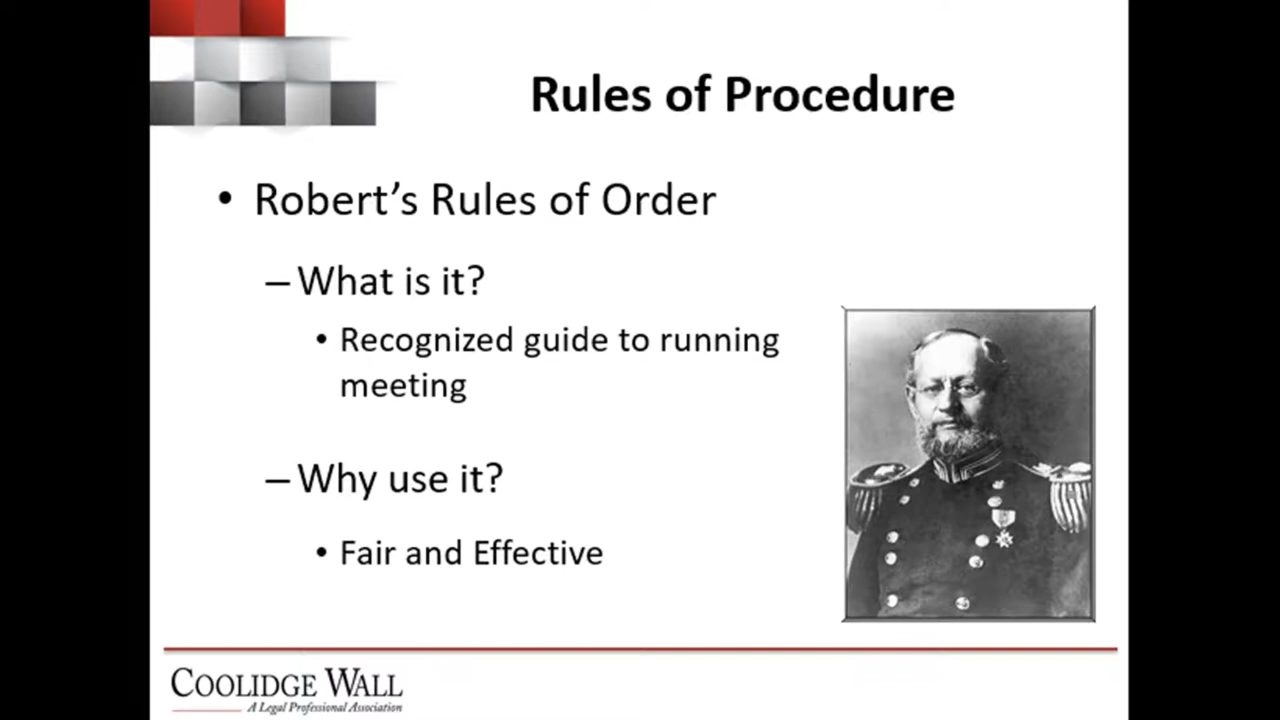 Rules of Procedure
• Robert’s Rules of Order
– What is it?
• Recognized guide to running
meeting
– Why use it?
• Fair and Effective
COOLIDGE WALL
A Legal Professional Association